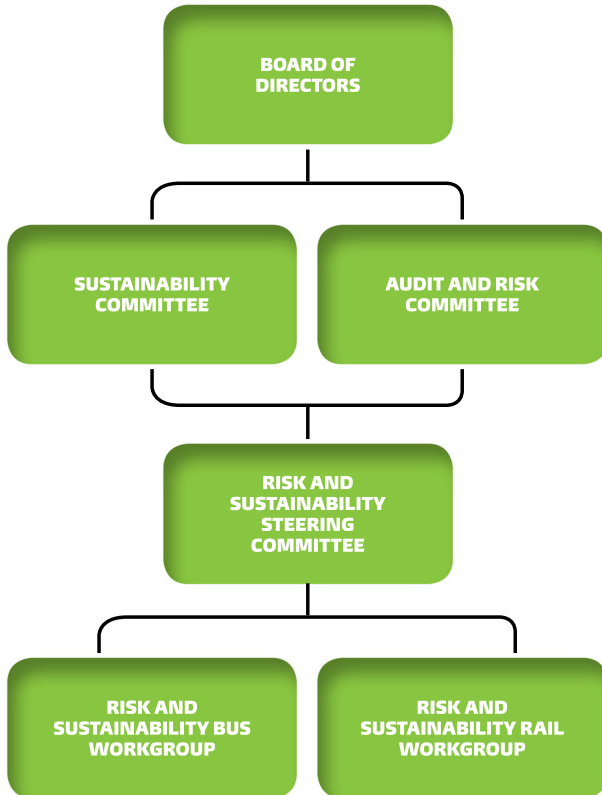 BOARD OF
DIRECTORS
SUSTAINABILITY
COMMITTEE
AUDIT AND RISK
COMMITTEE
RISK AND
SUSTAINABILITY
STEERING
COMMITTEE
RISK AND
SUSTAINABILITY BUS
WORKGROUP
RISK AND
SUSTAINABILITY RAIL
WORKGROUP